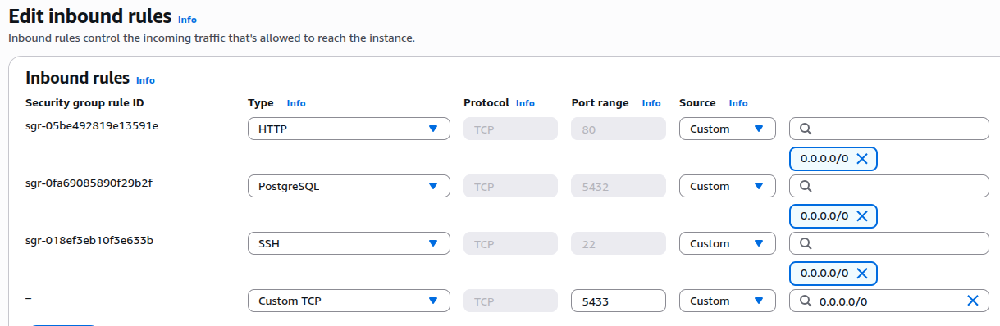 Edit inbound rules Info
Inbound rules control the incoming traffic that's allowed to reach the instance.
Inbound rules Info
Security group rule ID Type Info Protocol Info Port range Info Source Info
sgr-05be492819e13591e HTTP TCP 80 Custom
0.0.0.0/0
sgr-0fa69085890f29b2f PostgreSQL TCP 5432 Custom
0.0.0.0/0
sgr-018ef3eb10f3e633b SSH TCP 22 Custom
0.0.0.0/0
– Custom TCP TCP 5433 Custom 0.0.0.0/0